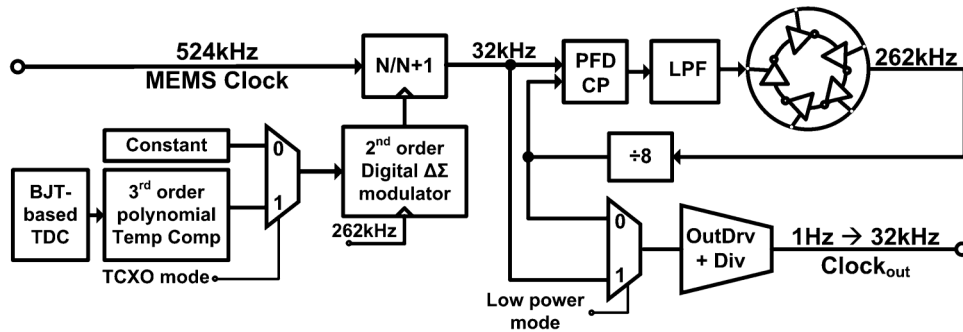 524kHz
MEMS Clock
N/N+1
32kHz
PFD
CP
LPF
262kHz
Constant
0
1
2nd order
Digital ΔΣ
modulator
÷8
BJT-
based
TDC
3rd order
polynomial
Temp Comp
262kHz
TCXO mode
0
1
OutDrv
+ Div
1Hz → 32kHz
Clockout
Low power
mode